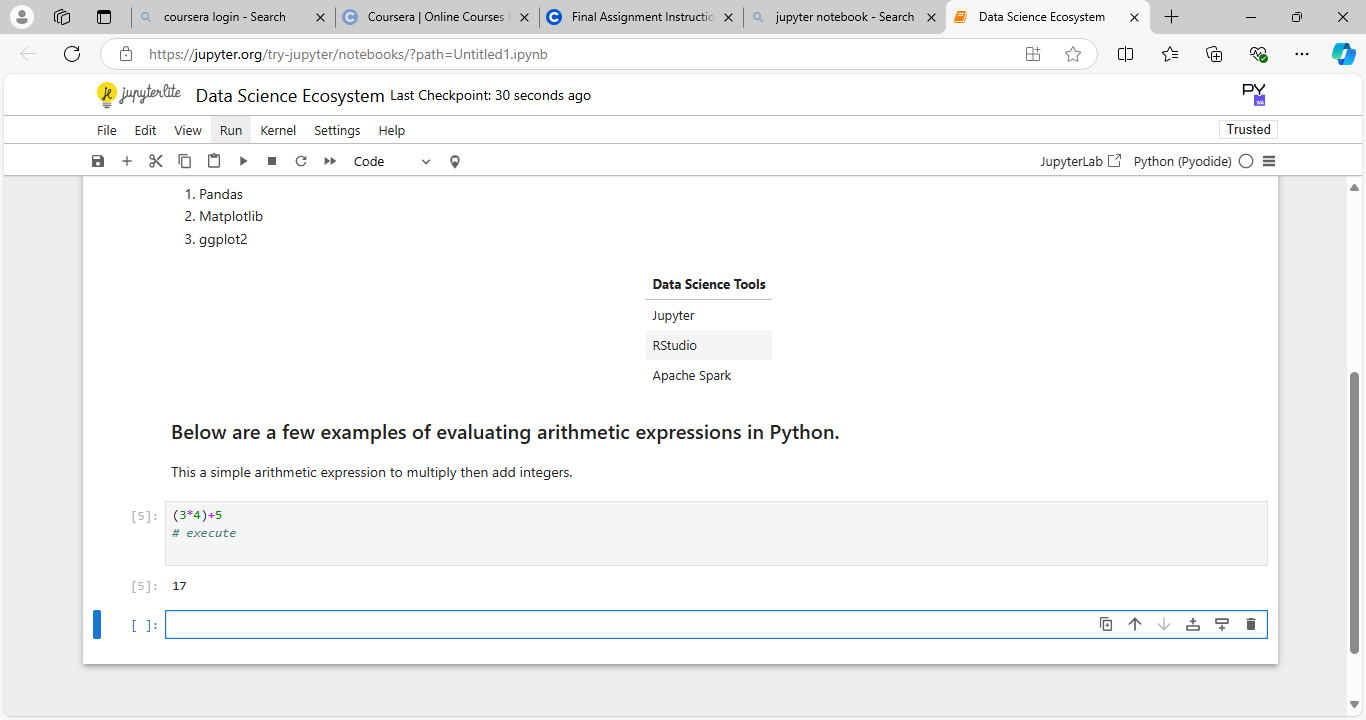 coursera login - Search
Coursera | Online Courses
Final Assignment Instructio
jupyter notebook - Search
Data Science Ecosystem
https://jupyter.org/try-jupyter/notebooks/?path=Untitled1.ipynb
jupyterlite
Data Science Ecosystem Last Checkpoint: 30 seconds ago
PY
File Edit View Run Kernel Settings Help
Trusted
Code
JupyterLab
Python (Pyodide)
1. Pandas
2. Matplotlib
3. ggplot2
Data Science Tools
Jupyter
RStudio
Apache Spark
Below are a few examples of evaluating arithmetic expressions in Python.
This a simple arithmetic expression to multiply then add integers.
[5]: (3*4)+5
# execute
[5]: 17
[ ]: